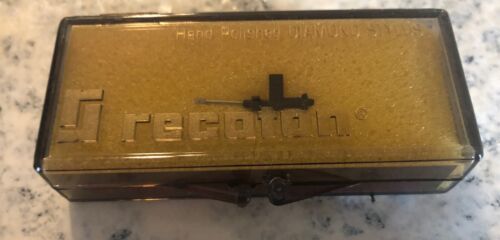 Hand Polished DIAMOND STYLUS
recoton®